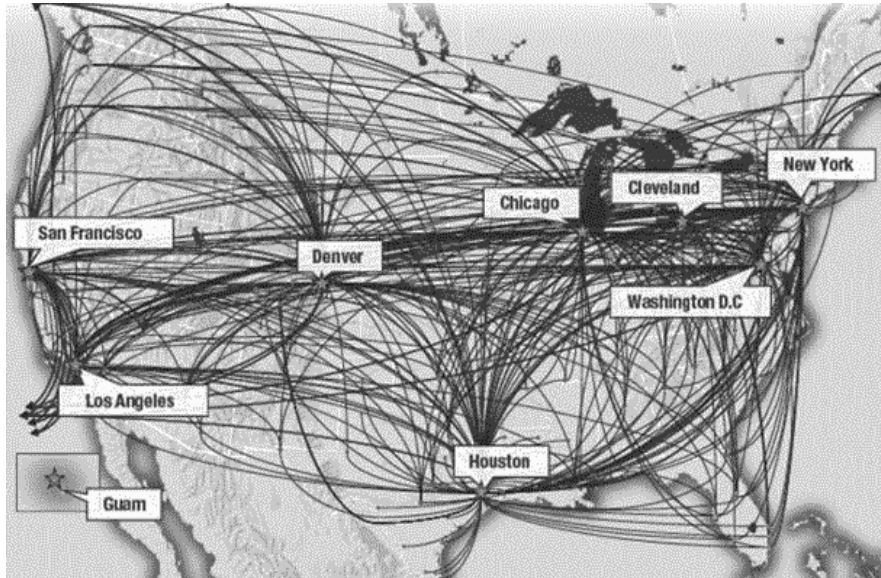 New York
Cleveland
Chicago
San Francisco
Denver
Washington D.C
Los Angeles
Houston
Guam